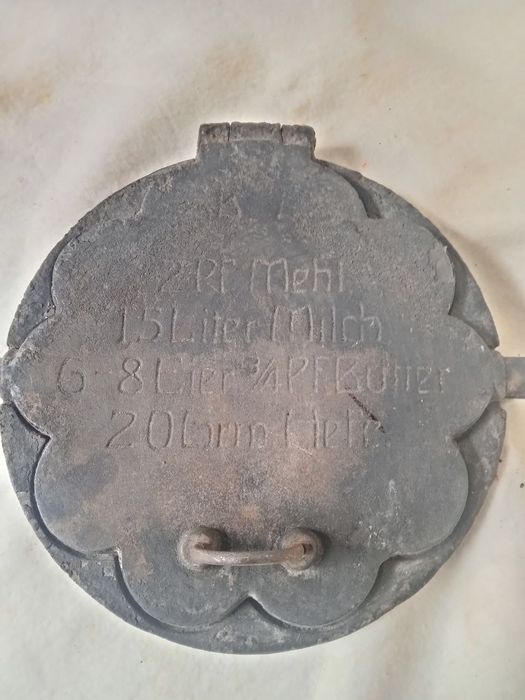 2 Pf Mehl
1.5 Liter Milch
6-8 Eier ¾ Pf Butter
20 Grm Hefe